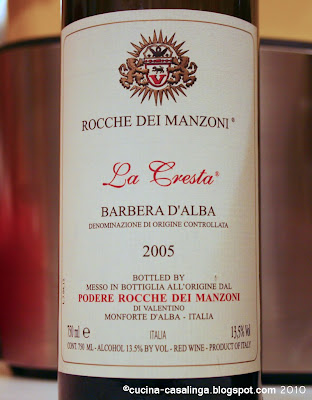 ROCCHE DEI MANZONI®
La Cresta®
BARBERA D'ALBA
DENOMINAZIONE DI ORIGINE CONTROLLATA
2005
BOTTLED BY
MESSO IN BOTTIGLIA ALL'ORIGINE DAL
PODERE ROCCHE DEI MANZONI
DI VALENTINO
MONFORTE D'ALBA - ITALIA
750 ml e ITALIA 13,5% Vol
CONT. 750 ML - ALCOHOL 13.5% BY VOL - RED WINE - PRODUCT OF ITALY
©cucina-casalinga.blogspot.com 2010